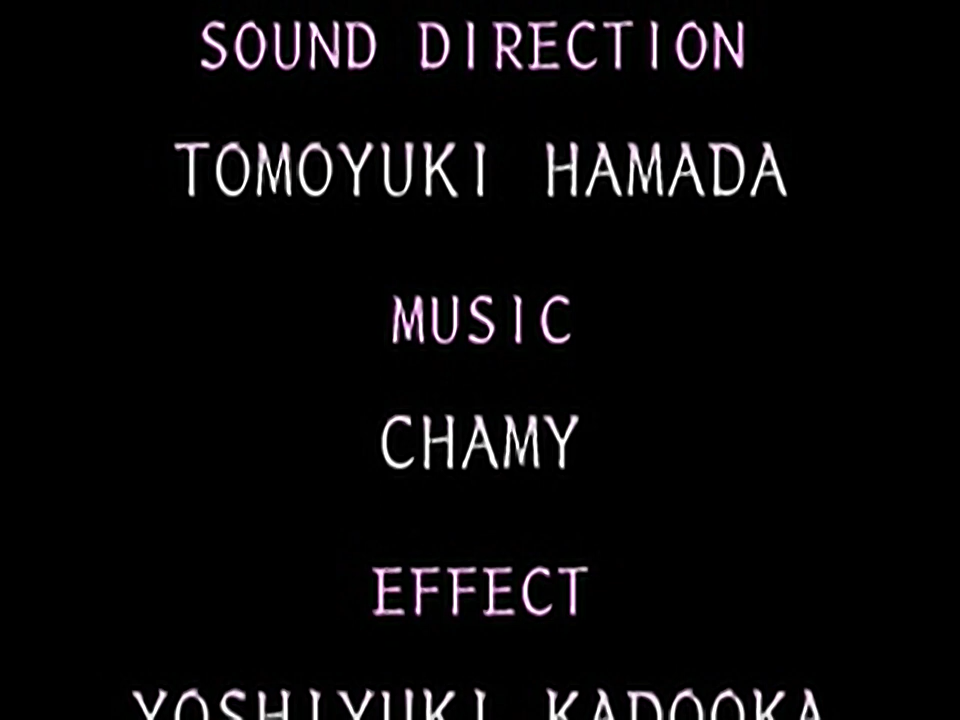 SOUND DIRECTION
TOMOYUKI HAMADA
MUSIC
CHAMY
EFFECT
YOSHIYUKI KADOOKA